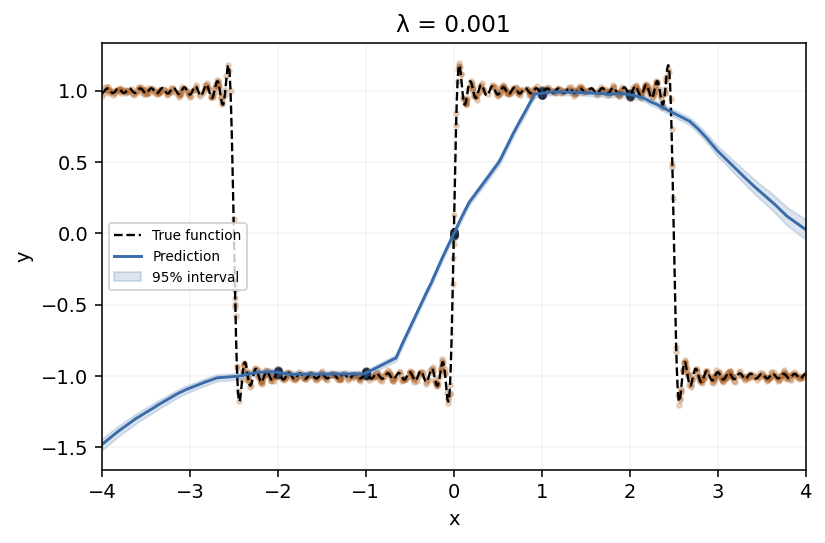 λ = 0.001
1.0
0.5
0.0
−0.5
−1.0
−1.5
y
True function
Prediction
95% interval
−4 −3 −2 −1 0 1 2 3 4
x